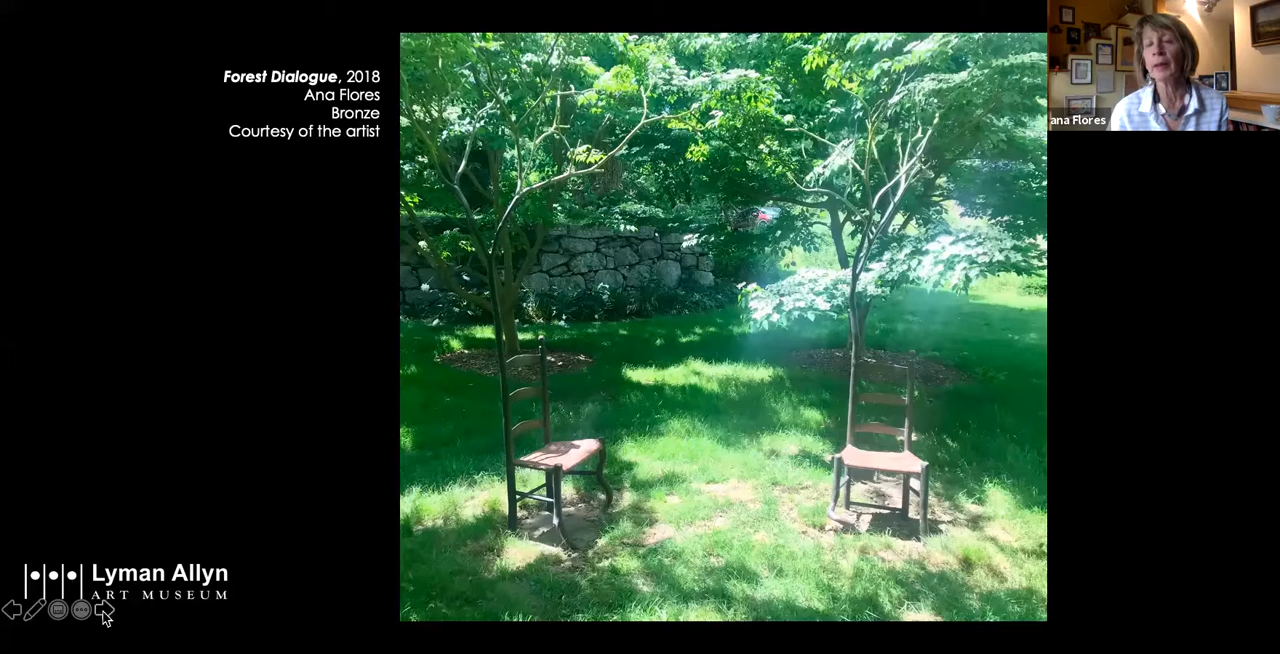 Forest Dialogue, 2018
Ana Flores
Bronze
Courtesy of the artist
ana Flores
Lyman Allyn
ART MUSEUM